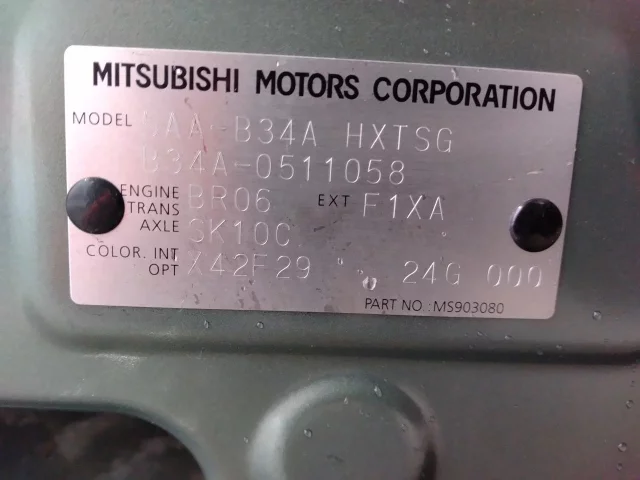 MITSUBISHI MOTORS CORPORATION
MODEL 5AA-B34A HXTSG
B34A-0511058
ENGINE BR06 EXT F1XA
TRANS
AXLE SK10C
COLOR. INT X42F29 24G 000
OPT
PART NO.:MS903080